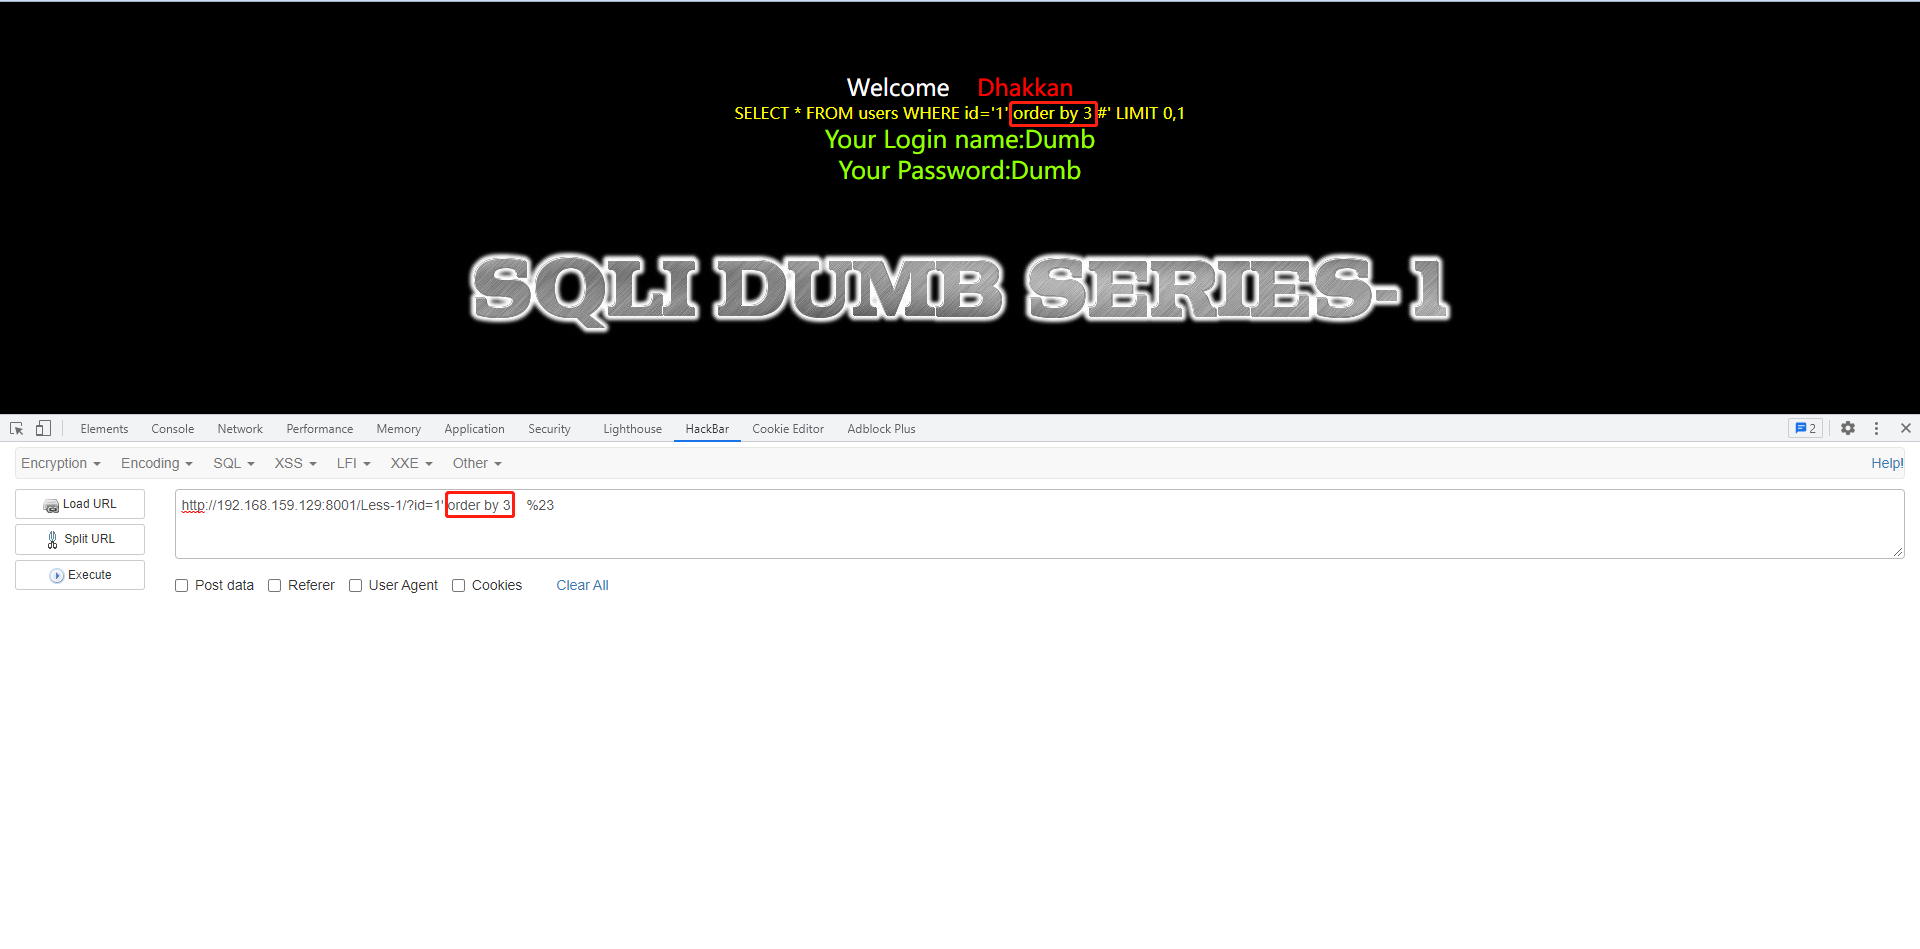 Welcome Dhakkan
SELECT * FROM users WHERE id='1' order by 3 #' LIMIT 0,1
Your Login name:Dumb
Your Password:Dumb
SQLI DUMB SERIES-1
Elements Console Network Performance Memory Application Security Lighthouse HackBar Cookie Editor Adblock Plus 2
Encryption Encoding SQL XSS LFI XXE Other Help!
Load URL
http://192.168.159.129:8001/Less-1/?id=1' order by 3 %23
Split URL
Execute
Post data Referer User Agent Cookies Clear All